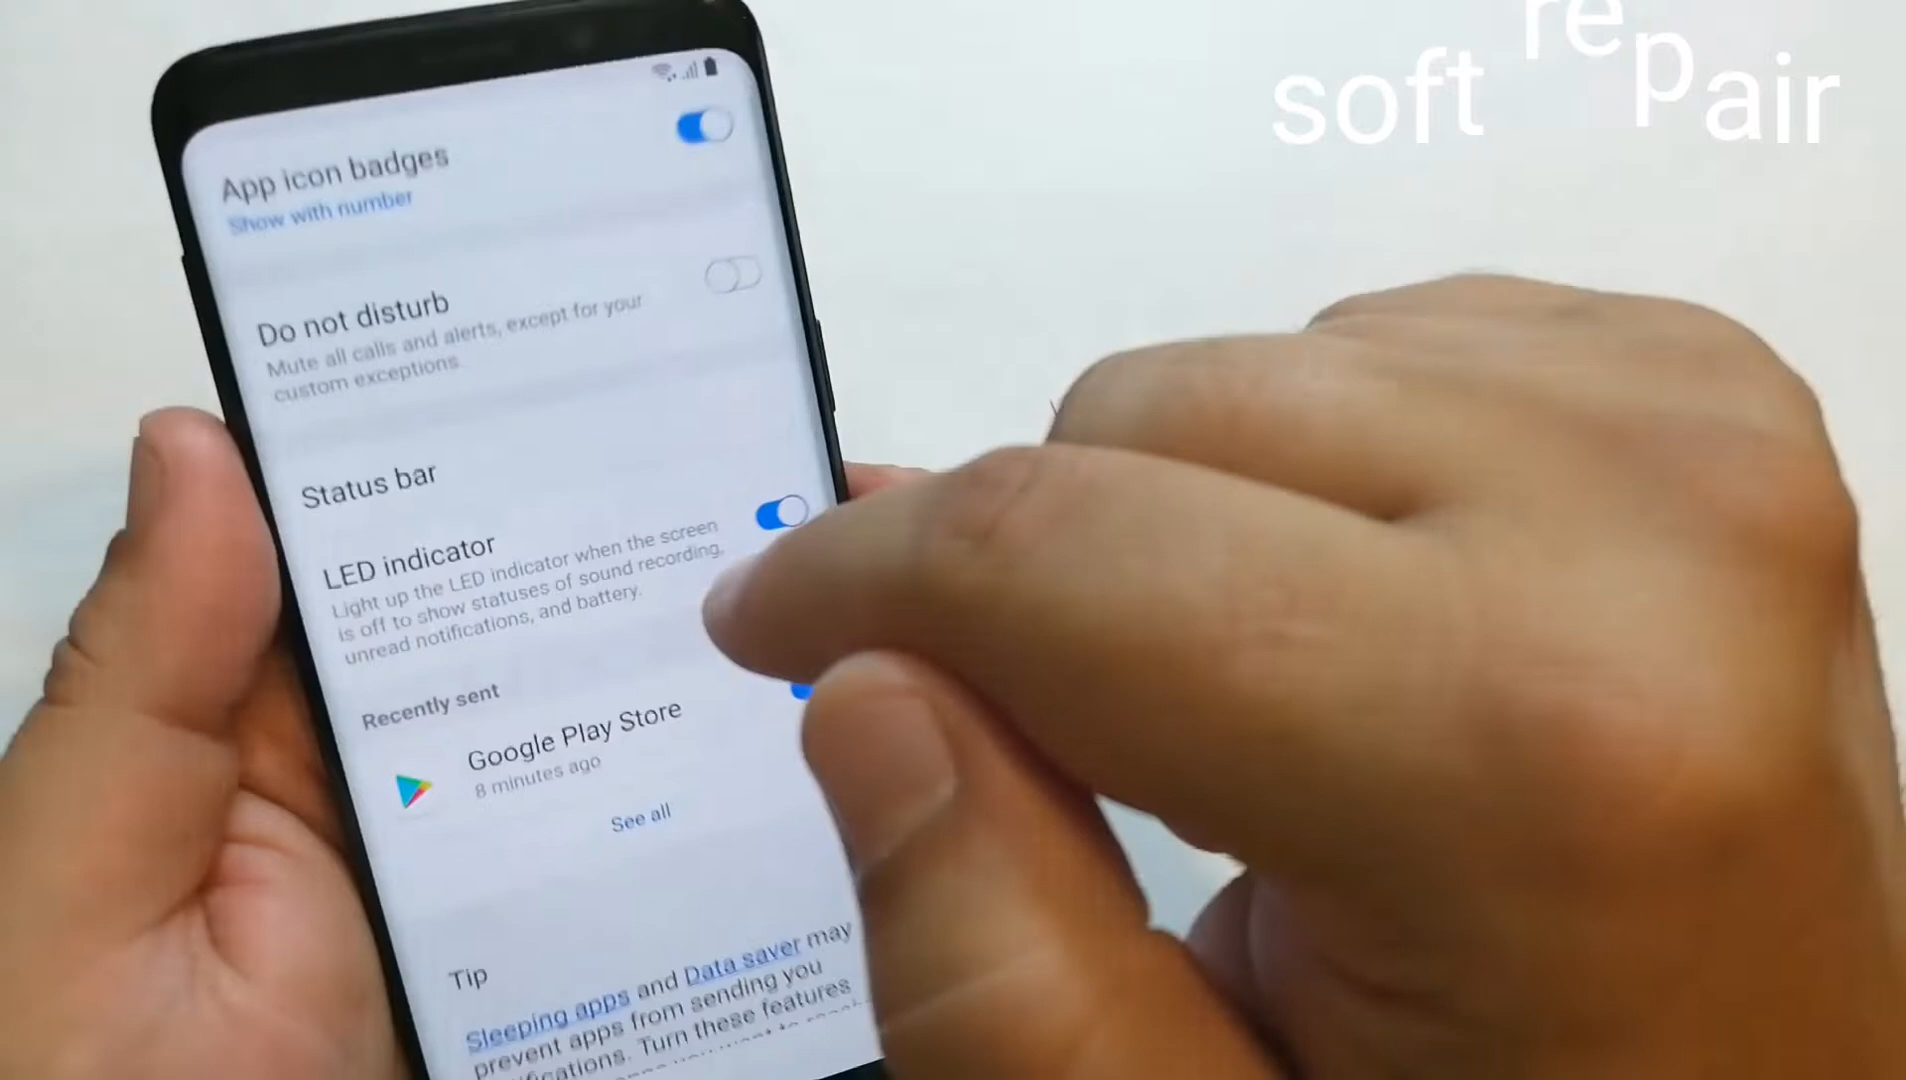 soft repair
App icon badges
Show with number
Do not disturb
Mute all calls and alerts, except for your
custom exceptions.
Status bar
LED indicator
Light up the LED indicator when the screen
is off to show statuses of sound recording,
unread notifications, and battery.
Recently sent
Google Play Store
8 minutes ago
See all
Tip
Sleeping apps and Data saver may
prevent apps from sending you
Turn these features